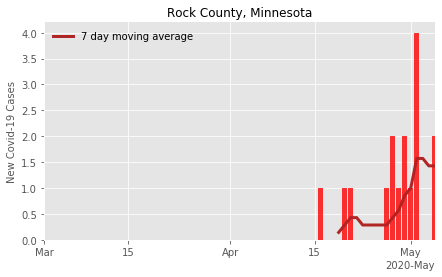 Rock County, Minnesota
7 day moving average
New Covid-19 Cases
4.0
3.5
3.0
2.5
2.0
1.5
1.0
0.5
0.0
Mar 15 Apr 15 May
2020-May